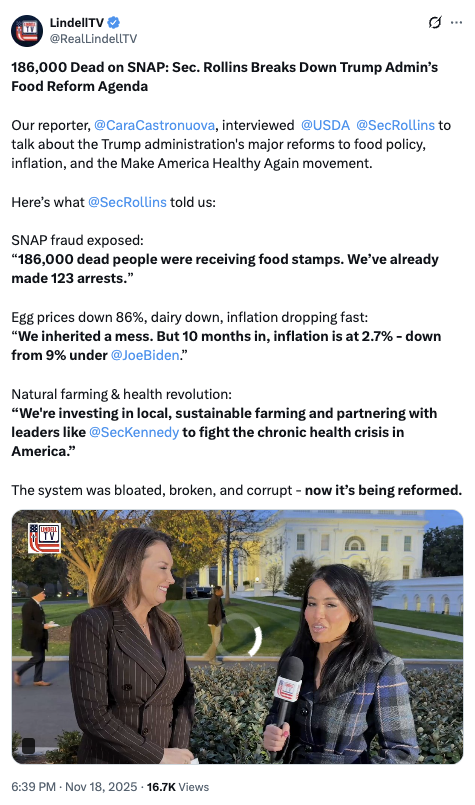 LindellTV
@RealLindellTV
186,000 Dead on SNAP: Sec. Rollins Breaks Down Trump Admin's
Food Reform Agenda
Our reporter, @CaraCastronuova, interviewed @USDA @SecRollins to
talk about the Trump administration's major reforms to food policy,
inflation, and the Make America Healthy Again movement.
Here's what @SecRollins told us:
SNAP fraud exposed:
“186,000 dead people were receiving food stamps. We’ve already
made 123 arrests.”
Egg prices down 86%, dairy down, inflation dropping fast:
“We inherited a mess. But 10 months in, inflation is at 2.7% - down
from 9% under @JoeBiden.”
Natural farming & health revolution:
“We're investing in local, sustainable farming and partnering with
leaders like @SecKennedy to fight the chronic health crisis in
America.”
The system was bloated, broken, and corrupt - now it’s being reformed.
LINDELL
TV
LINDELL
TV
6:39 PM · Nov 18, 2025 · 16.7K Views